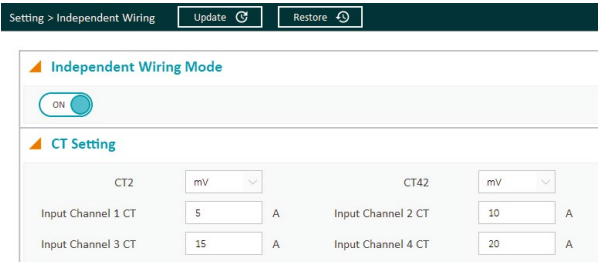 Setting > Independent Wiring Update Restore
Independent Wiring Mode
ON
CT Setting
CT2 mV CT42 mV
Input Channel 1 CT 5 A Input Channel 2 CT 10 A
Input Channel 3 CT 15 A Input Channel 4 CT 20 A